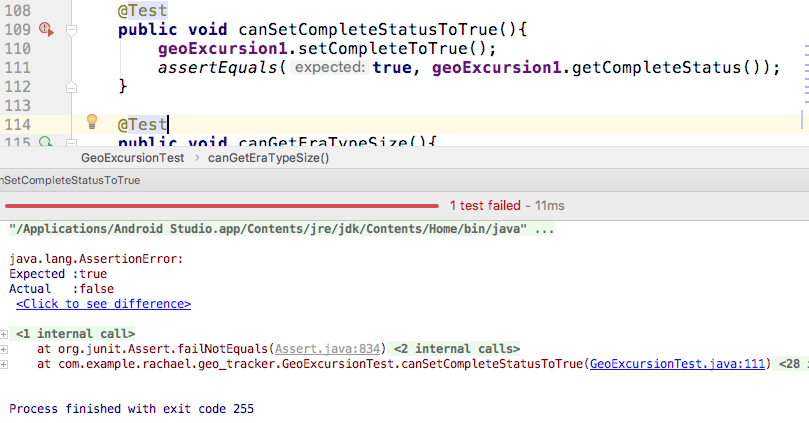 108 @Test
109 public void canSetCompleteStatusToTrue(){
110 geoExcursion1.setCompleteToTrue();
111 assertEquals( expected: true, geoExcursion1.getCompleteStatus());
112 }
113
114 @Test
115 public void canGetEraTypeSize(){
GeoExcursionTest > canGetEraTypeSize()
nSetCompleteStatusToTrue
1 test failed - 11ms
"/Applications/Android Studio.app/Contents/jre/jdk/Contents/Home/bin/java" ...
java.lang.AssertionError:
Expected :true
Actual :false
<Click to see difference>
<1 internal call>
at org.junit.Assert.failNotEquals(Assert.java:834) <2 internal calls>
at com.example.rachael.geo_tracker.GeoExcursionTest.canSetCompleteStatusToTrue(GeoExcursionTest.java:111) <28 i
Process finished with exit code 255